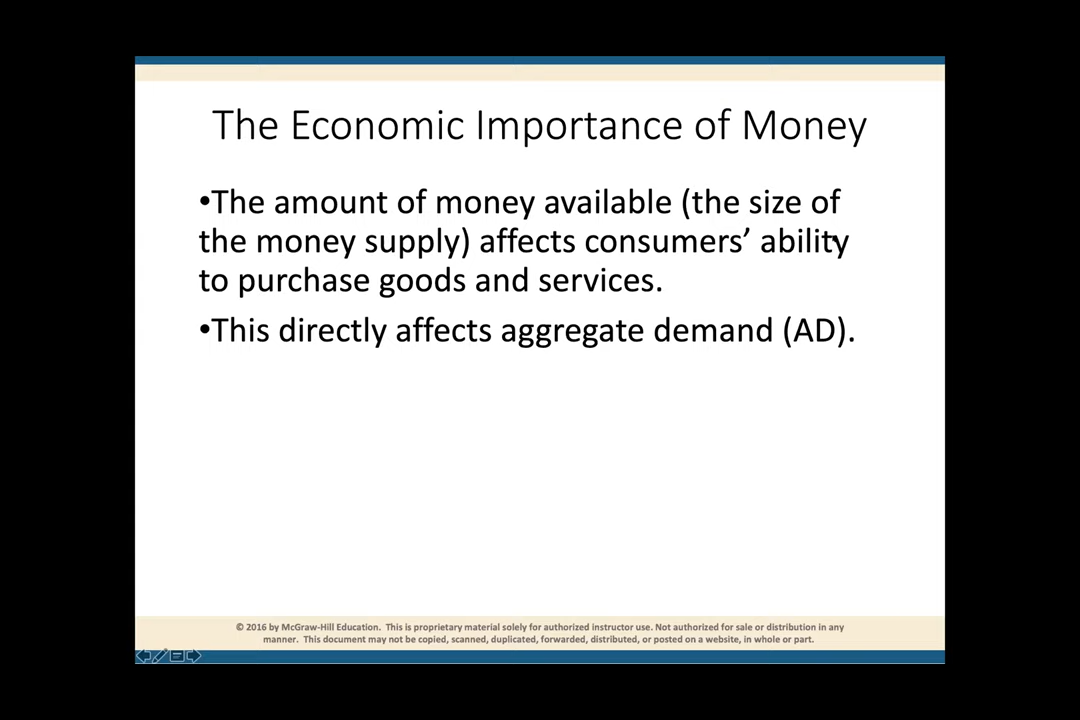 The Economic Importance of Money
•The amount of money available (the size of
the money supply) affects consumers’ ability
to purchase goods and services.
•This directly affects aggregate demand (AD).
© 2016 by McGraw-Hill Education. This is proprietary material solely for authorized instructor use. Not authorized for sale or distribution in any
manner. This document may not be copied, scanned, duplicated, forwarded, distributed, or posted on a website, in whole or part.